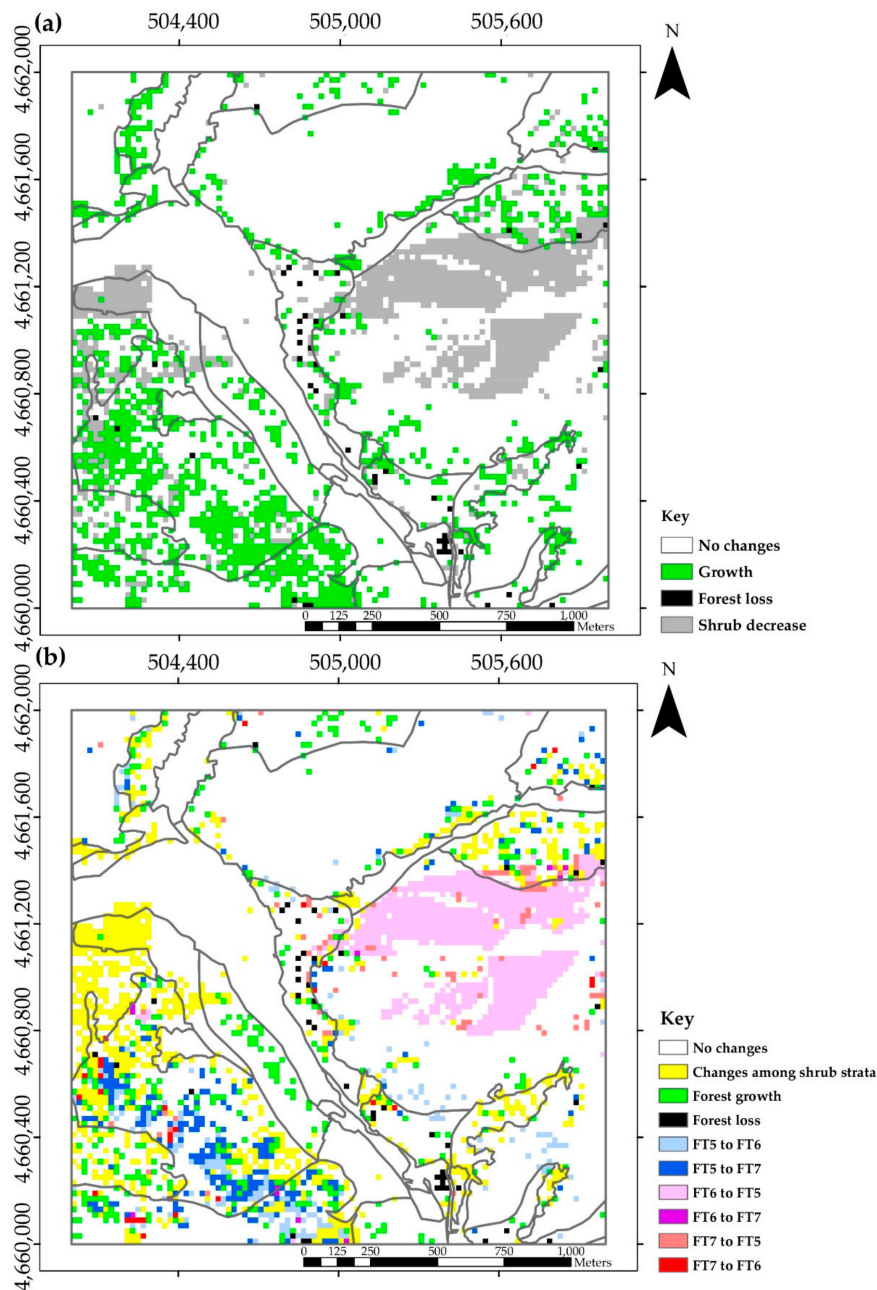 (a)
504,400 505,000 505,600
N
4,662,000
4,661,600
4,661,200
4,660,800
4,660,400
4,660,000
Key
No changes
Growth
Forest loss
Shrub decrease
0 125 250 500 750 1,000
Meters
(b)
504,400 505,000 505,600
N
4,662,000
4,661,600
4,661,200
4,660,800
4,660,400
4,660,000
Key
No changes
Changes among shrub strata
Forest growth
Forest loss
FT5 to FT6
FT5 to FT7
FT6 to FT5
FT6 to FT7
FT7 to FT5
FT7 to FT6
0 125 250 500 750 1,000
Meters